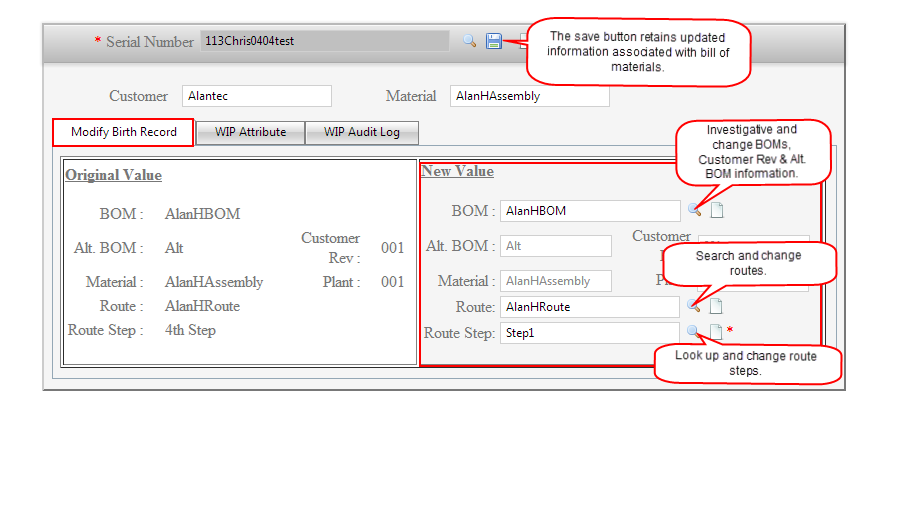 * Serial Number 113Chris0404test
The save button retains updated
information associated with bill of
materials.
Customer Alantec Material AlanHAssembly
Modify Birth Record WIP Attribute WIP Audit Log
Investigative and
change BOMs,
Customer Rev & Alt.
BOM information.
Original Value
BOM : AlanHBOM
Alt. BOM : Alt Customer
Rev : 001
Material : AlanHAssembly Plant : 001
Route : AlanHRoute
Route Step : 4th Step
New Value
BOM : AlanHBOM
Alt. BOM : Alt Customer
Material : AlanHAssembly
Route: AlanHRoute
Route Step: Step1 *
Search and change
routes.
Look up and change route
steps.